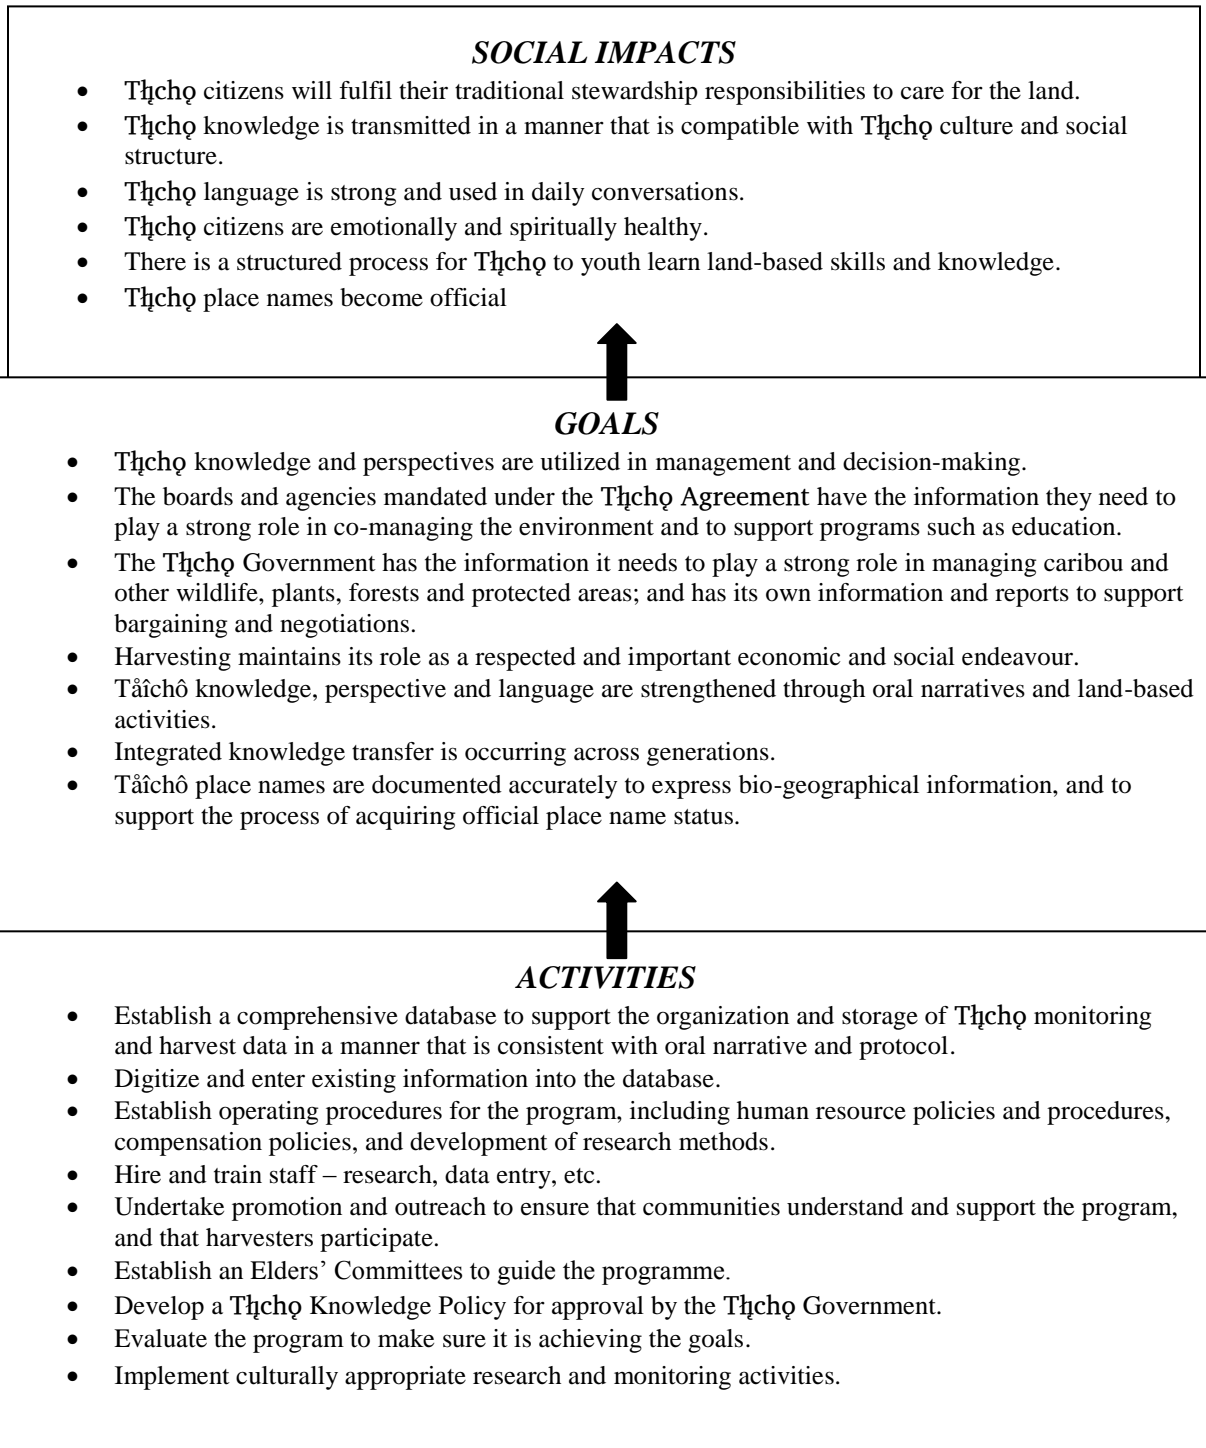 SOCIAL IMPACTS
• Tłı̨chǫ citizens will fulfil their traditional stewardship responsibilities to care for the land.
• Tłı̨chǫ knowledge is transmitted in a manner that is compatible with Tłı̨chǫ culture and social
structure.
• Tłı̨chǫ language is strong and used in daily conversations.
• Tłı̨chǫ citizens are emotionally and spiritually healthy.
• There is a structured process for Tłı̨chǫ to youth learn land-based skills and knowledge.
• Tłı̨chǫ place names become official
GOALS
• Tłı̨chǫ knowledge and perspectives are utilized in management and decision-making.
• The boards and agencies mandated under the Tłı̨chǫ Agreement have the information they need to
play a strong role in co-managing the environment and to support programs such as education.
• The Tłı̨chǫ Government has the information it needs to play a strong role in managing caribou and
other wildlife, plants, forests and protected areas; and has its own information and reports to support
bargaining and negotiations.
• Harvesting maintains its role as a respected and important economic and social endeavour.
• Tåîchô knowledge, perspective and language are strengthened through oral narratives and land-based
activities.
• Integrated knowledge transfer is occurring across generations.
• Tåîchô place names are documented accurately to express bio-geographical information, and to
support the process of acquiring official place name status.
ACTIVITIES
• Establish a comprehensive database to support the organization and storage of Tłı̨chǫ monitoring
and harvest data in a manner that is consistent with oral narrative and protocol.
• Digitize and enter existing information into the database.
• Establish operating procedures for the program, including human resource policies and procedures,
compensation policies, and development of research methods.
• Hire and train staff – research, data entry, etc.
• Undertake promotion and outreach to ensure that communities understand and support the program,
and that harvesters participate.
• Establish an Elders’ Committees to guide the programme.
• Develop a Tłı̨chǫ Knowledge Policy for approval by the Tłı̨chǫ Government.
• Evaluate the program to make sure it is achieving the goals.
• Implement culturally appropriate research and monitoring activities.